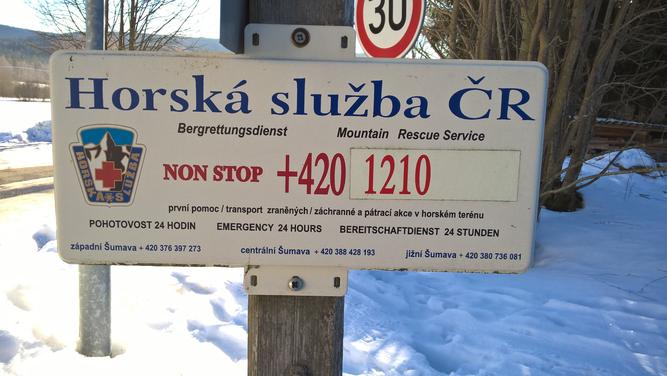 30
Horská služba ČR
Bergrettungsdienst Mountain Rescue Service
HORSKÁ SLUŽBA
NON STOP +420 1210
první pomoc / transport zraněných / záchranné a pátrací akce v horském terénu
POHOTOVOST 24 HODIN EMERGENCY 24 HOURS BEREITSCHAFTDIENST 24 STUNDEN
západní Šumava + 420 376 397 273 centrální Šumava + 420 388 428 193 jižní Šumava + 420 380 736 081